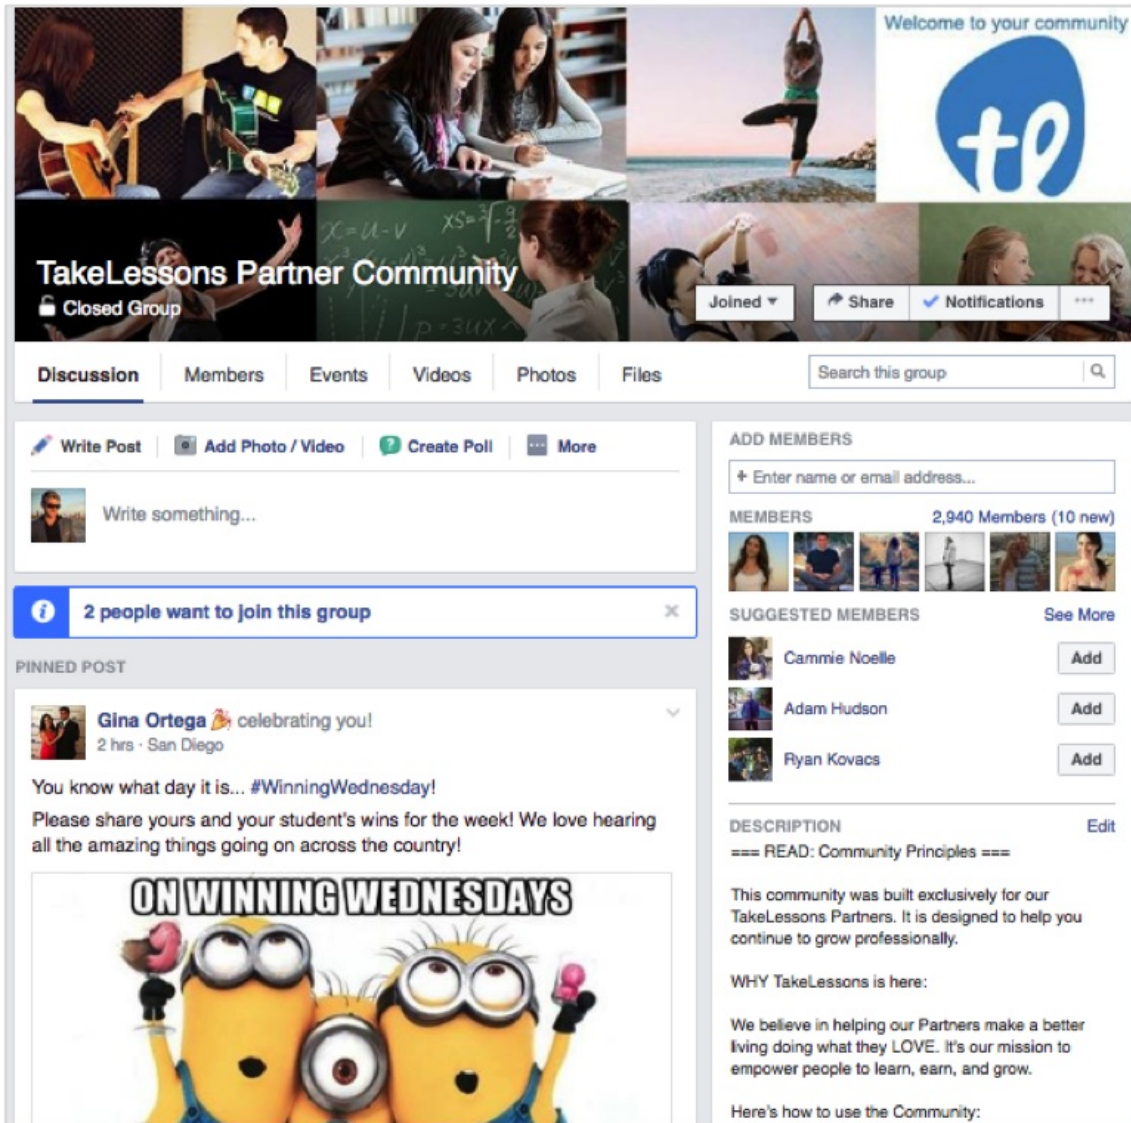 Welcome to your community
tl
x = u - v
TakeLessons Partner Community
Closed Group
Joined
Share
Notifications
Discussion
Members
Events
Videos
Photos
Files
Search this group
Write Post
Add Photo / Video
Create Poll
More
Write something...
2 people want to join this group
PINNED POST
Gina Ortega celebrating you!
2 hrs · San Diego
You know what day it is... #WinningWednesday!
Please share yours and your student's wins for the week! We love hearing
all the amazing things going on across the country!
ON WINNING WEDNESDAYS
ADD MEMBERS
+ Enter name or email address...
MEMBERS
2,940 Members (10 new)
SUGGESTED MEMBERS
See More
Cammie Noelle
Add
Adam Hudson
Add
Ryan Kovacs
Add
DESCRIPTION
Edit
=== READ: Community Principles ===
This community was built exclusively for our
TakeLessons Partners. It is designed to help you
continue to grow professionally.
WHY TakeLessons is here:
We believe in helping our Partners make a better
living doing what they LOVE. It's our mission to
empower people to learn, earn, and grow.
Here's how to use the Community: